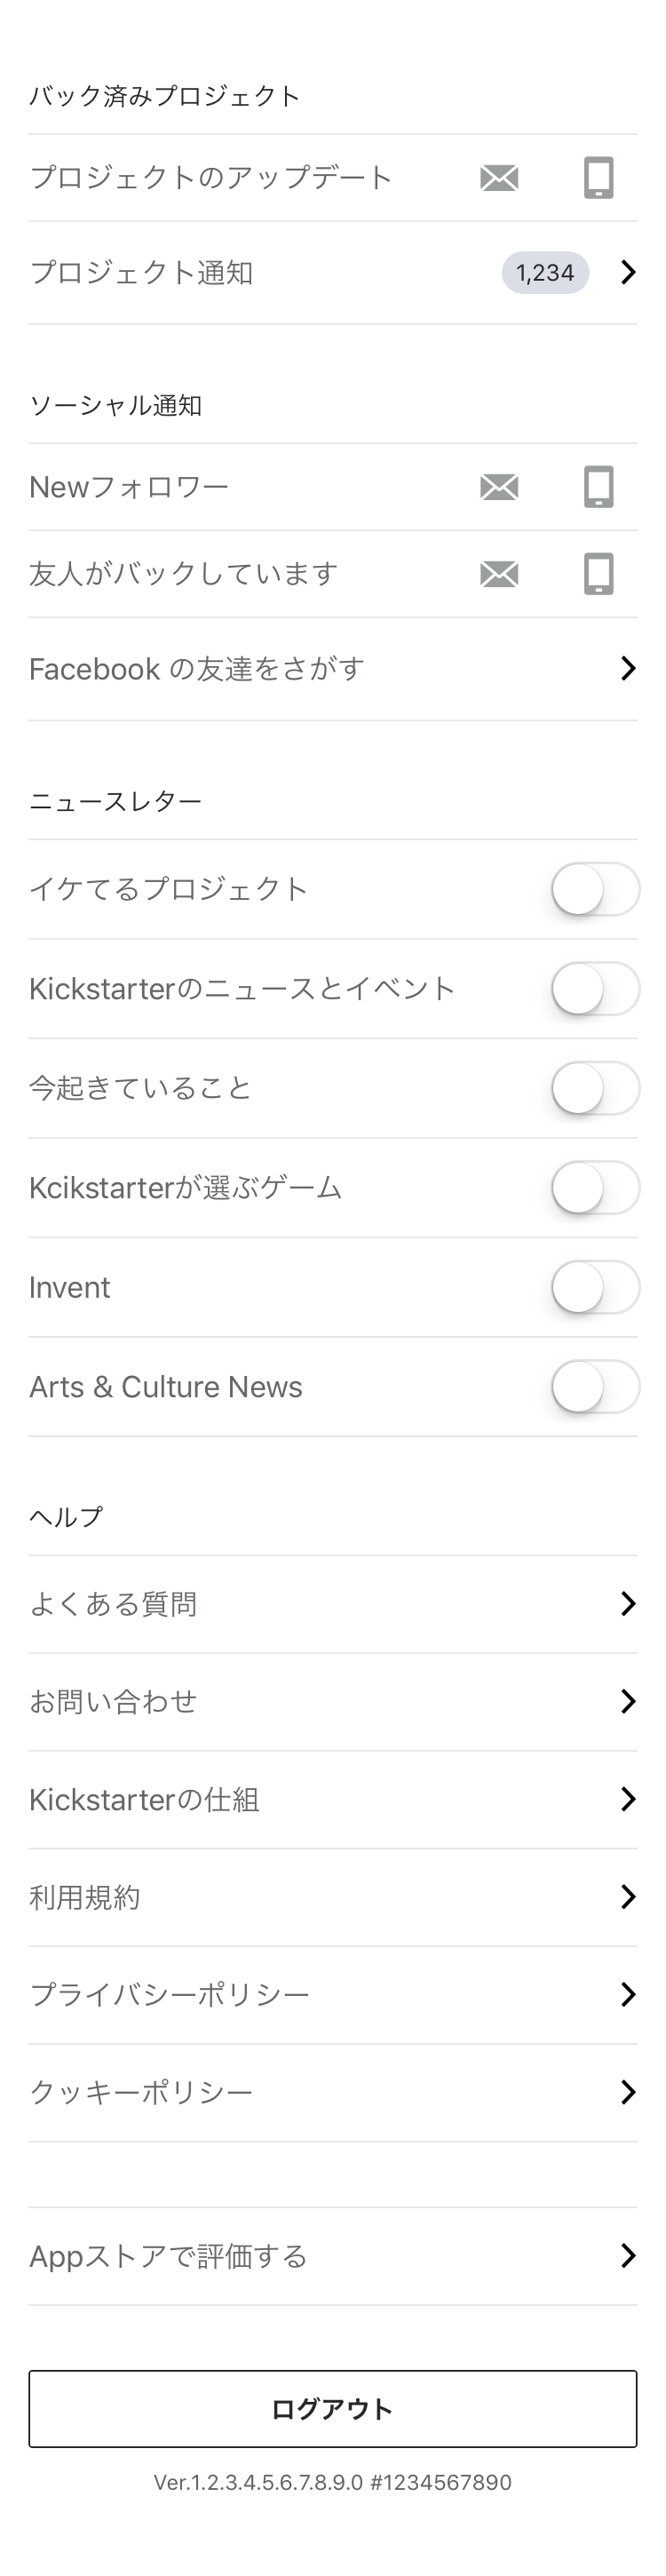 バック済みプロジェクト
プロジェクトのアップデート
プロジェクト通知 1,234
ソーシャル通知
Newフォロワー
友人がバックしています
Facebook の友達をさがす
ニュースレター
イケてるプロジェクト
Kickstarterのニュースとイベント
今起きていること
Kcikstarterが選ぶゲーム
Invent
Arts & Culture News
ヘルプ
よくある質問
お問い合わせ
Kickstarterの仕組
利用規約
プライバシーポリシー
クッキーポリシー
Appストアで評価する
ログアウト
Ver.1.2.3.4.5.6.7.8.9.0 #1234567890